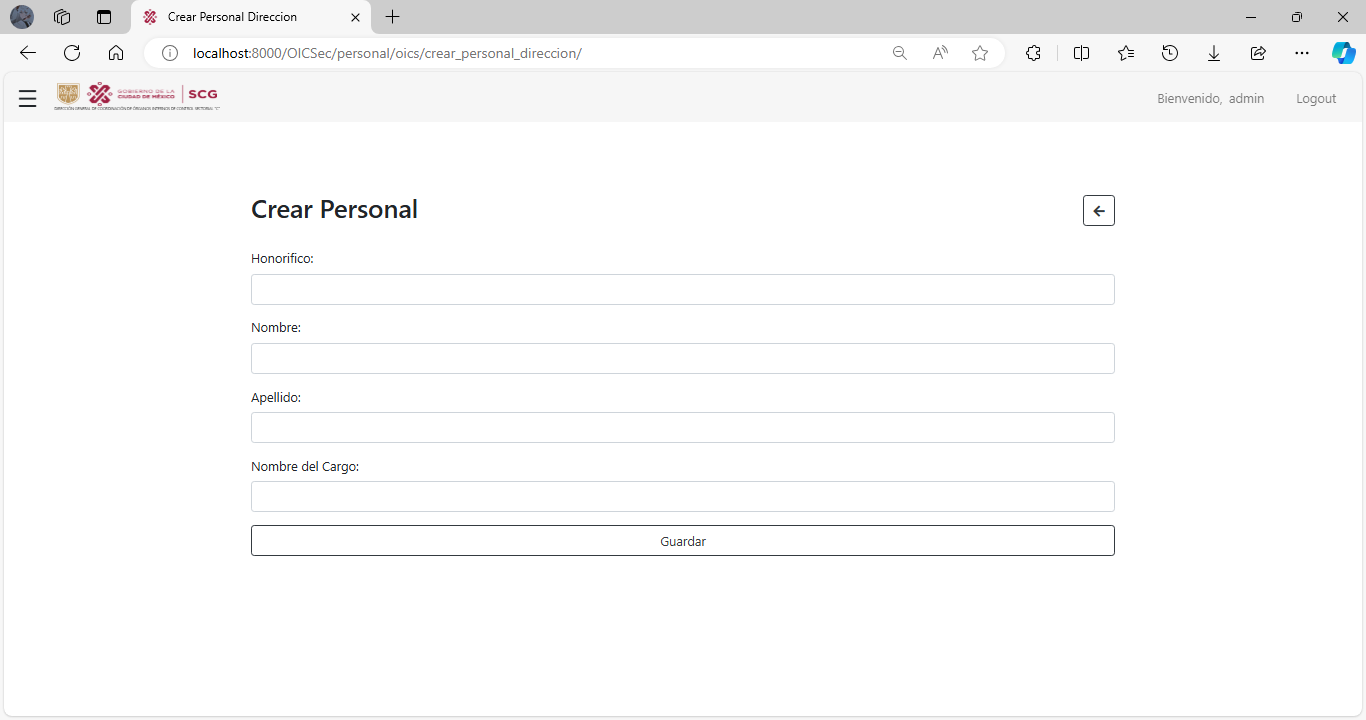 Crear Personal Direccion
localhost:8000/OICSec/personal/oics/crear_personal_direccion/
GOBIERNO DE LA
CIUDAD DE MÉXICO
SCG
DIRECCIÓN GENERAL DE COORDINACIÓN DE ÓRGANOS INTERNOS DE CONTROL SECTORIAL "C"
Bienvenido, admin
Logout
Crear Personal
Honorifico:
Nombre:
Apellido:
Nombre del Cargo:
Guardar